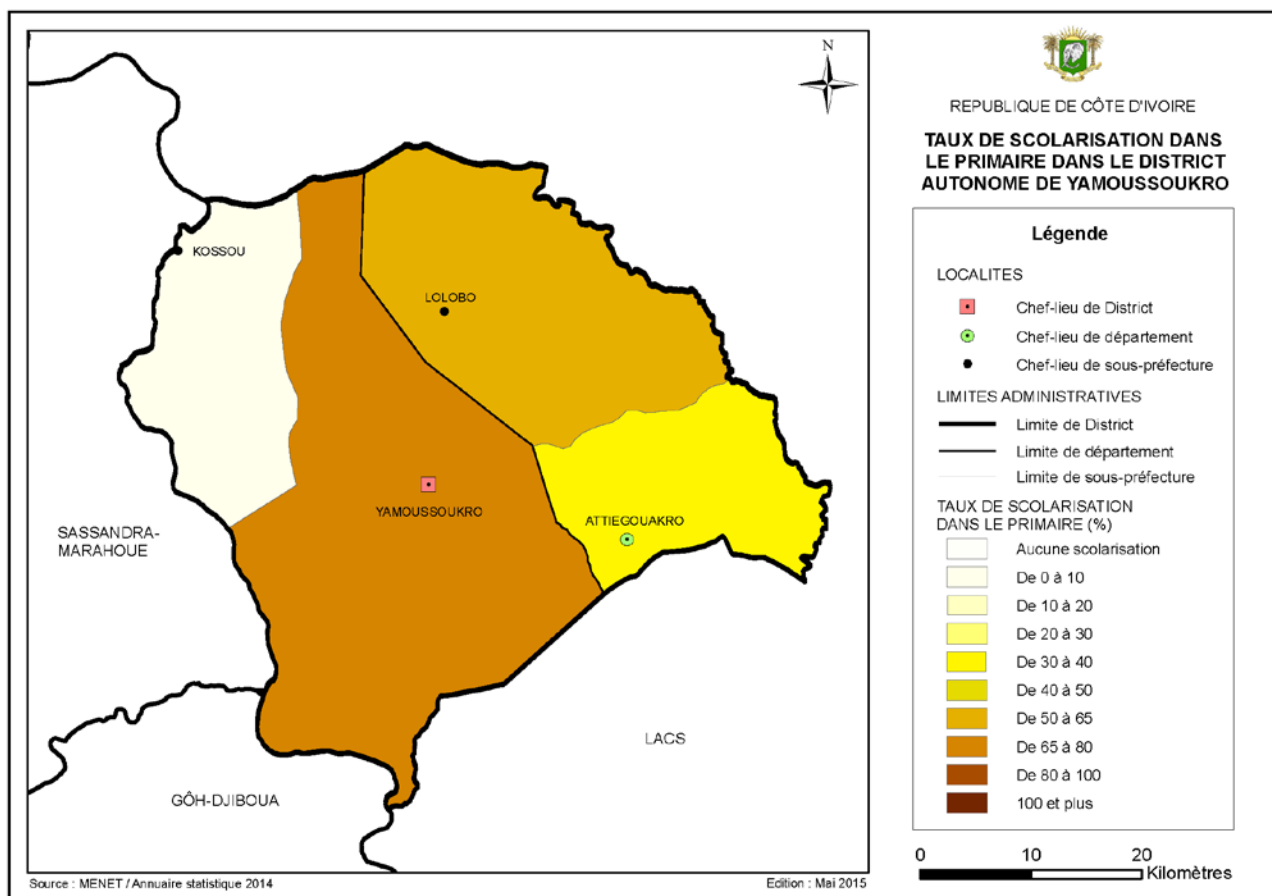 N
KOSSOU
LOLOBO
YAMOUSSOUKRO
ATTIEGOUAKRO
SASSANDRA-
MARAHOUE
LACS
GÔH-DJIBOUA
Source : MENET / Annuaire statistique 2014
Edition : Mai 2015
REPUBLIQUE DE CÔTE D'IVOIRE
TAUX DE SCOLARISATION DANS
LE PRIMAIRE DANS LE DISTRICT
AUTONOME DE YAMOUSSOUKRO
Légende
LOCALITES
Chef-lieu de District
Chef-lieu de département
Chef-lieu de sous-préfecture
LIMITES ADMINISTRATIVES
Limite de District
Limite de département
Limite de sous-préfecture
TAUX DE SCOLARISATION
DANS LE PRIMAIRE (%)
Aucune scolarisation
De 0 à 10
De 10 à 20
De 20 à 30
De 30 à 40
De 40 à 50
De 50 à 65
De 65 à 80
De 80 à 100
100 et plus
0 10 20
Kilomètres